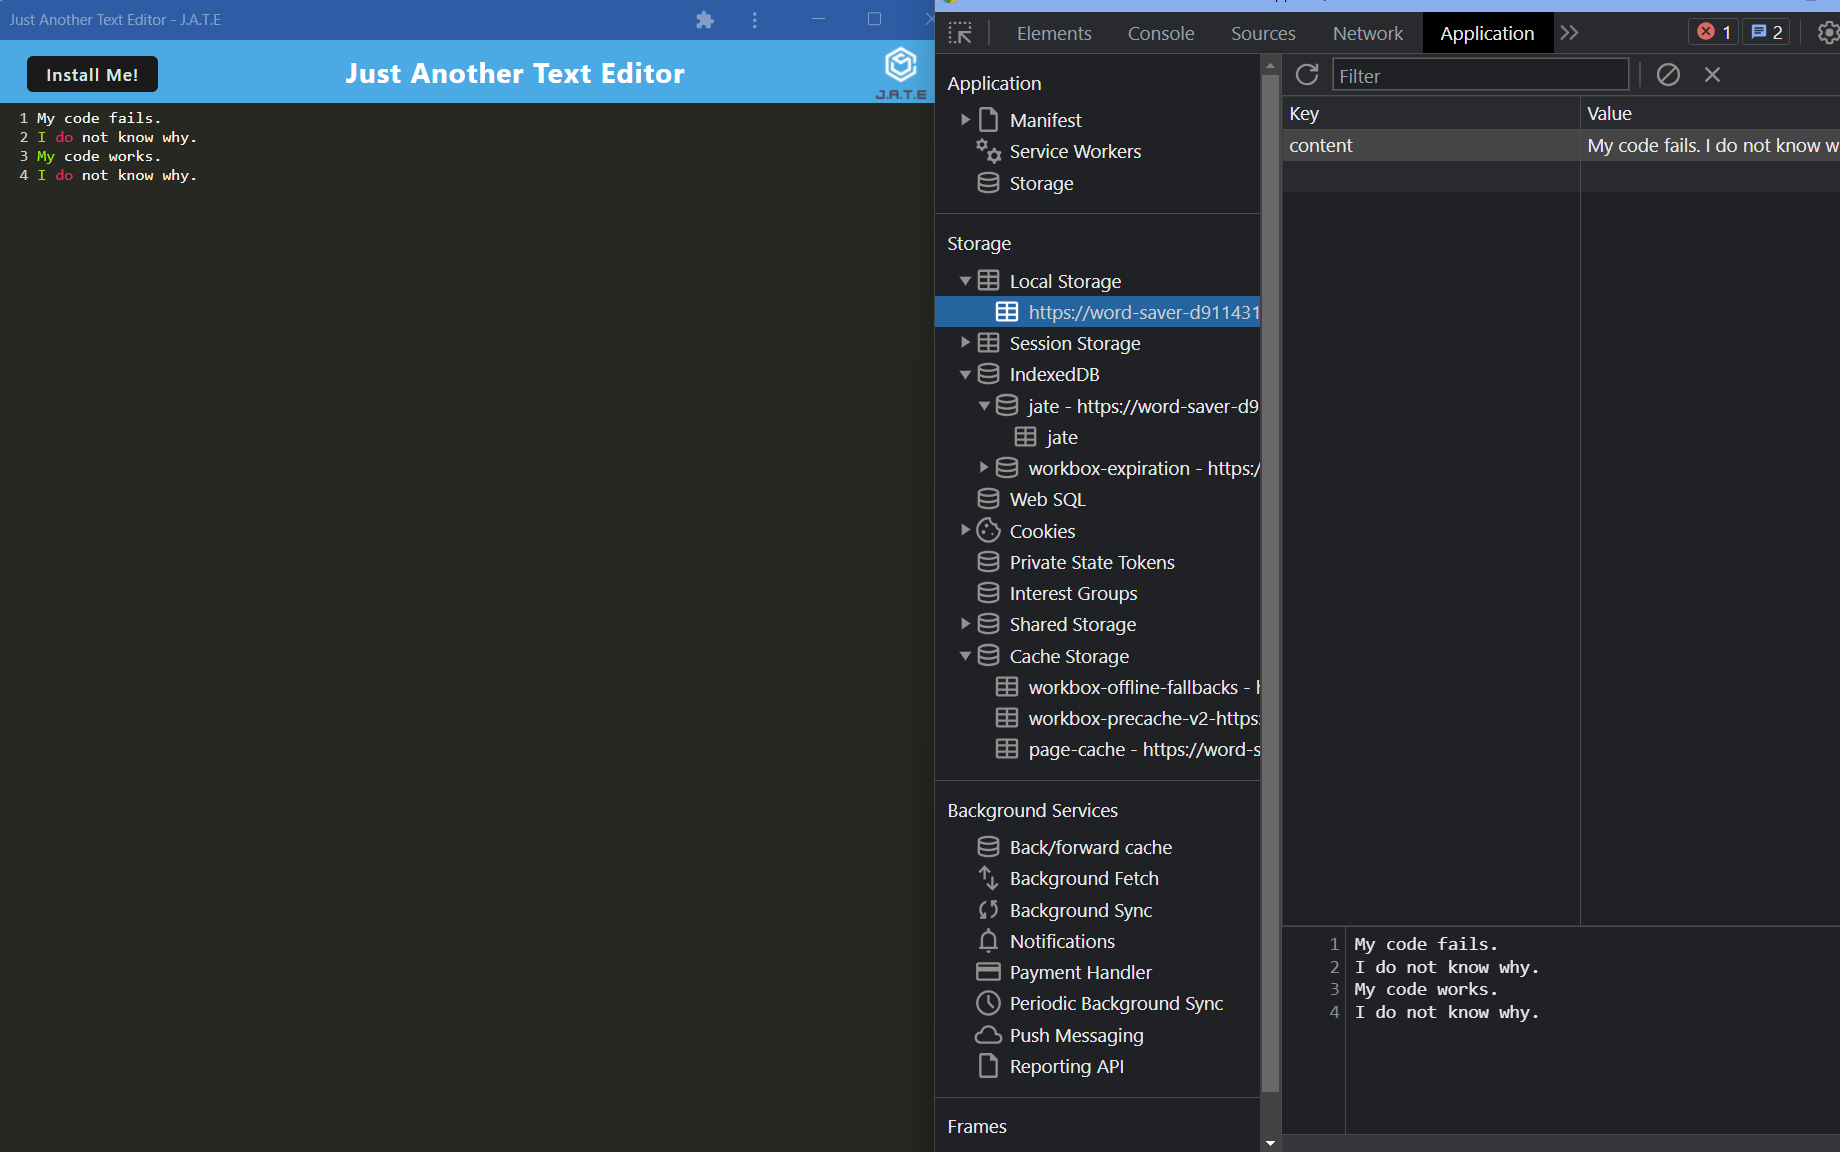 Just Another Text Editor - J.A.T.E
Install Me!
Just Another Text Editor
J.A.T.E
1 My code fails.
2 I do not know why.
3 My code works.
4 I do not know why.
Elements Console Sources Network Application
1 2
Application
Manifest
Service Workers
Storage
Storage
Local Storage
https://word-saver-d911431
Session Storage
IndexedDB
jate - https://word-saver-d9
jate
workbox-expiration - https:/
Web SQL
Cookies
Private State Tokens
Interest Groups
Shared Storage
Cache Storage
workbox-offline-fallbacks - h
workbox-precache-v2-https:
page-cache - https://word-s
Background Services
Back/forward cache
Background Fetch
Background Sync
Notifications
Payment Handler
Periodic Background Sync
Push Messaging
Reporting API
Frames
Filter
Key Value
content My code fails. I do not know w
1 My code fails.
2 I do not know why.
3 My code works.
4 I do not know why.